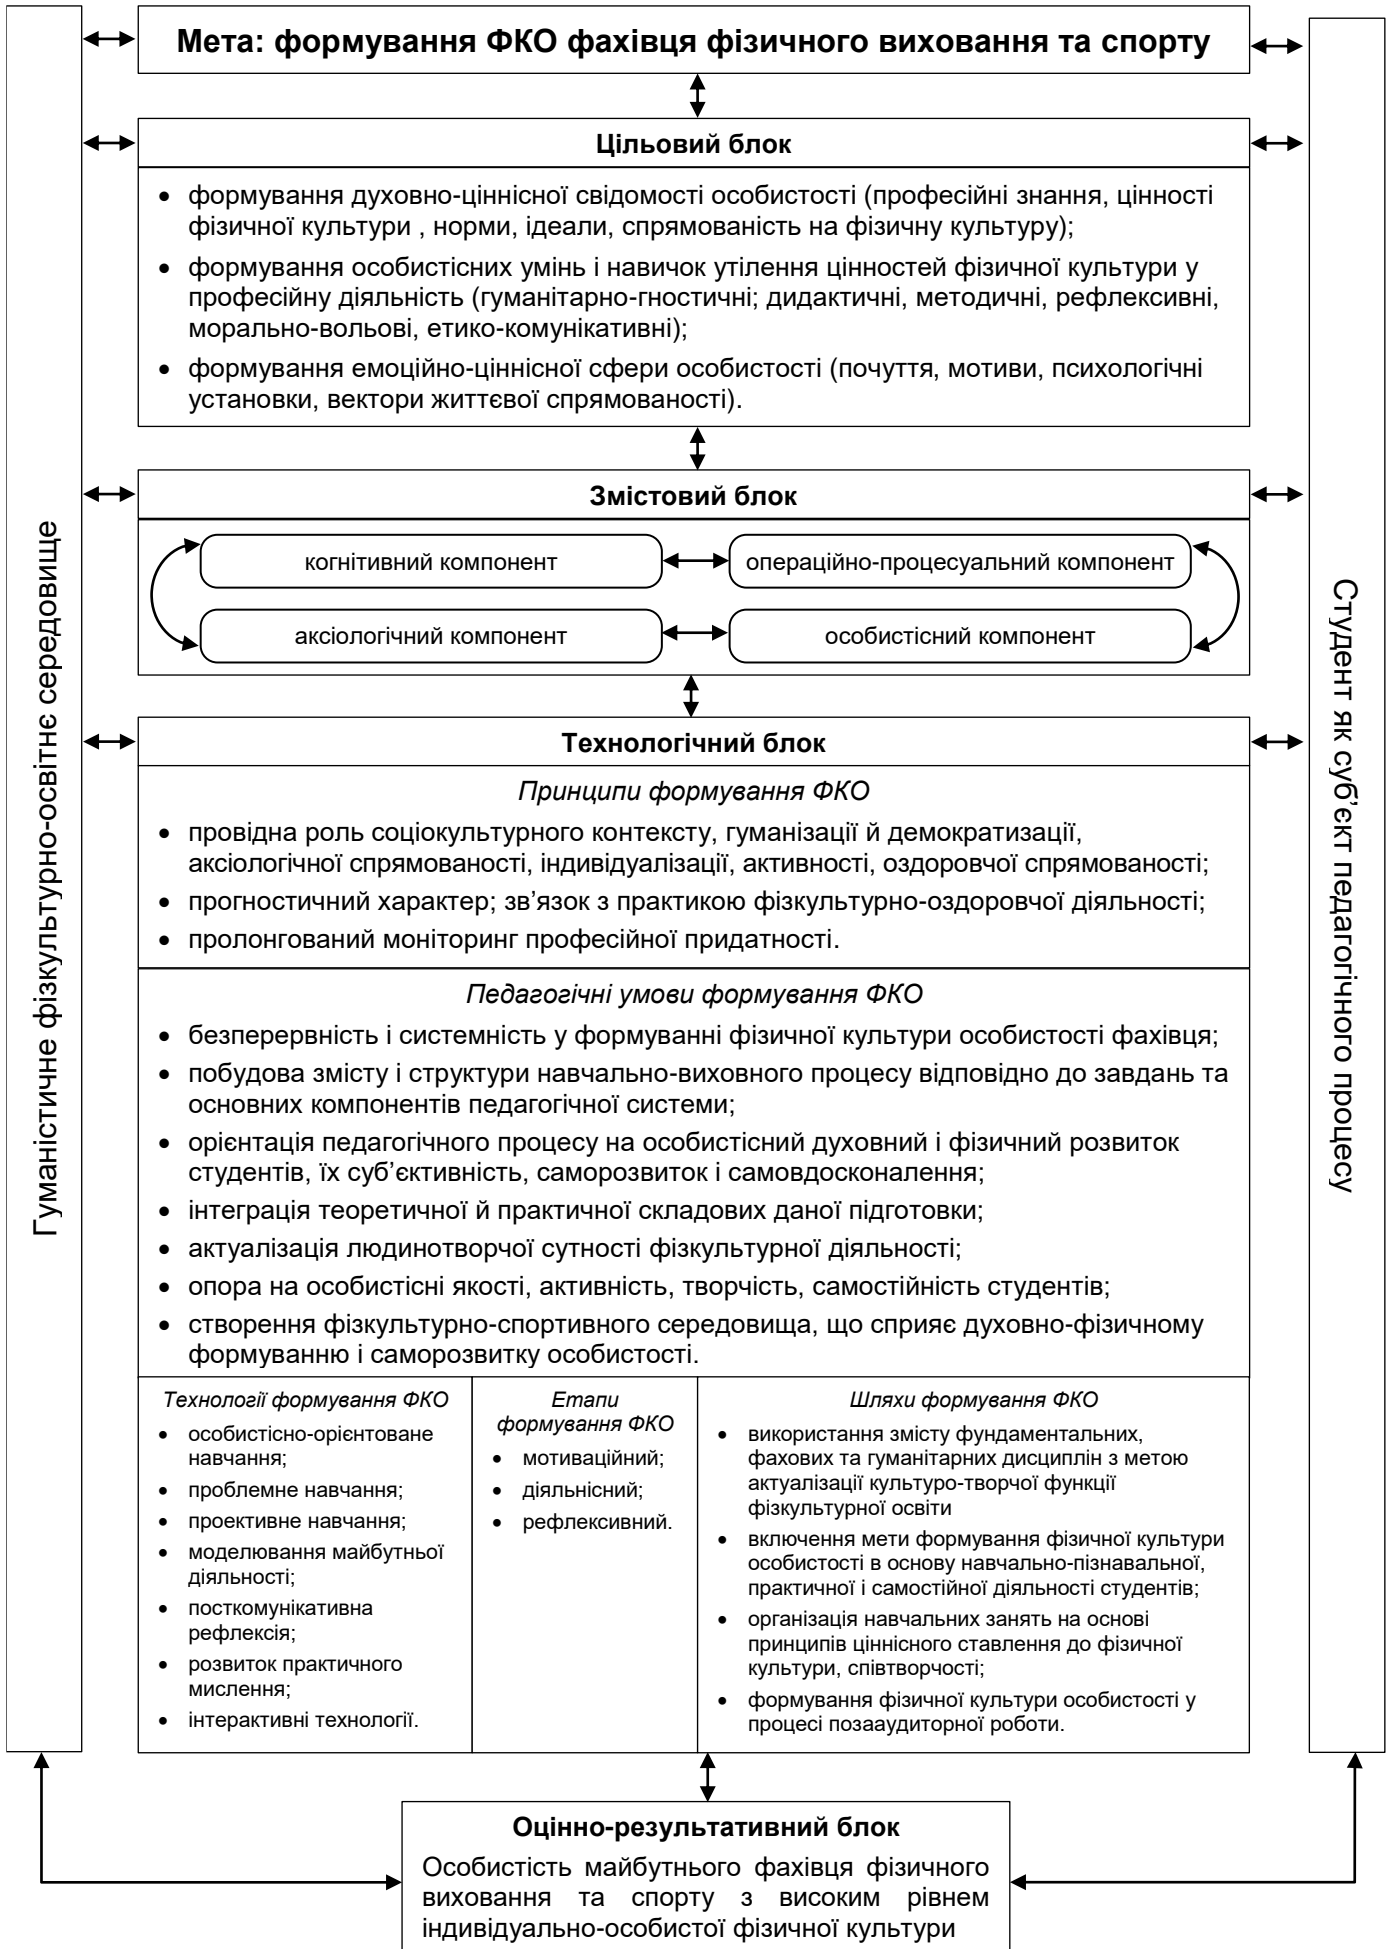 Мета: формування ФКО фахівця фізичного виховання та спорту
Гуманістичне фізкультурно-освітнє середовище
Студент як суб’єкт педагогічного процесу
Цільовий блок
• формування духовно-ціннісної свідомості особистості (професійні знання, цінності
фізичної культури , норми, ідеали, спрямованість на фізичну культуру);
• формування особистісних умінь і навичок утілення цінностей фізичної культури у
професійну діяльність (гуманітарно-гностичні; дидактичні, методичні, рефлексивні,
морально-вольові, етико-комунікативні);
• формування емоційно-ціннісної сфери особистості (почуття, мотиви, психологічні
установки, вектори життєвої спрямованості).
Змістовий блок
когнітивний компонент
операційно-процесуальний компонент
аксіологічний компонент
особистісний компонент
Технологічний блок
Принципи формування ФКО
• провідна роль соціокультурного контексту, гуманізації й демократизації,
аксіологічної спрямованості, індивідуалізації, активності, оздоровчої спрямованості;
• прогностичний характер; зв’язок з практикою фізкультурно-оздоровчої діяльності;
• пролонгований моніторинг професійної придатності.
Педагогічні умови формування ФКО
• безперервність і системність у формуванні фізичної культури особистості фахівця;
• побудова змісту і структури навчально-виховного процесу відповідно до завдань та
основних компонентів педагогічної системи;
• орієнтація педагогічного процесу на особистісний духовний і фізичний розвиток
студентів, їх суб’єктивність, саморозвиток і самовдосконалення;
• інтеграція теоретичної й практичної складових даної підготовки;
• актуалізація людинотворчої сутності фізкультурної діяльності;
• опора на особистісні якості, активність, творчість, самостійність студентів;
• створення фізкультурно-спортивного середовища, що сприяє духовно-фізичному
формуванню і саморозвитку особистості.
Технології формування ФКО
• особистісно-орієнтоване
навчання;
• проблемне навчання;
• проективне навчання;
• моделювання майбутньої
діяльності;
• посткомунікативна
рефлексія;
• розвиток практичного
мислення;
• інтерактивні технології.
Етапи
формування ФКО
• мотиваційний;
• діяльнісний;
• рефлексивний.
Шляхи формування ФКО
• використання змісту фундаментальних,
фахових та гуманітарних дисциплін з метою
актуалізації культуро-творчої функції
фізкультурної освіти
• включення мети формування фізичної культури
особистості в основу навчально-пізнавальної,
практичної і самостійної діяльності студентів;
• організація навчальних занять на основі
принципів ціннісного ставлення до фізичної
культури, співтворчості;
• формування фізичної культури особистості у
процесі позааудиторної роботи.
Оцінно-результативний блок
Особистість майбутнього фахівця фізичного
виховання та спорту з високим рівнем
індивідуально-особистої фізичної культури